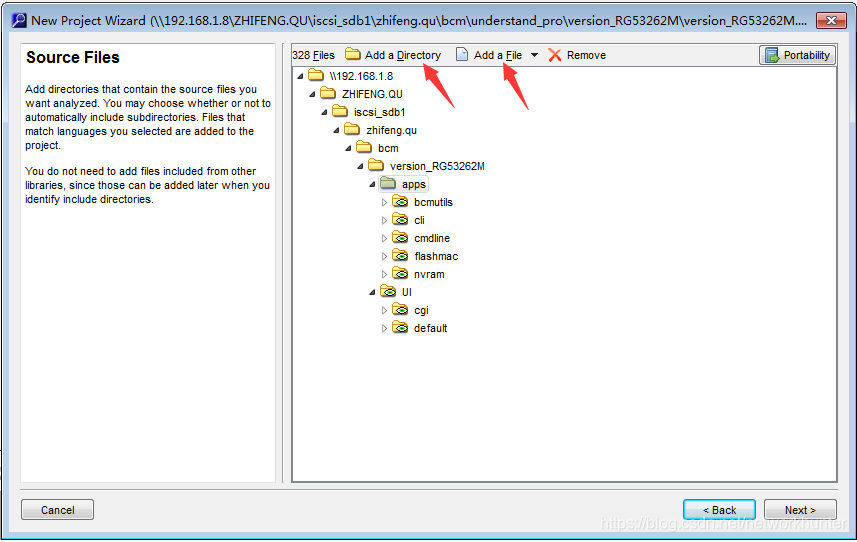 New Project Wizard (\\192.168.1.8\ZHIFENG.QU\iscsi_sdb1\zhifeng.qu\bcm\understand_pro\version_RG53262M\version_RG53262M....
Source Files
Add directories that contain the source files you
want analyzed. You may choose whether or not to
automatically include subdirectories. Files that
match languages you selected are added to the
project.
You do not need to add files included from other
libraries, since those can be added later when you
identify include directories.
328 Files Add a Directory Add a File Remove Portability
\\192.168.1.8
ZHIFENG.QU
iscsi_sdb1
zhifeng.qu
bcm
version_RG53262M
apps
bcmutils
cli
cmdline
flashmac
nvram
UI
cgi
default
Cancel < Back Next >
https://blog.csdn.net/networkhunter